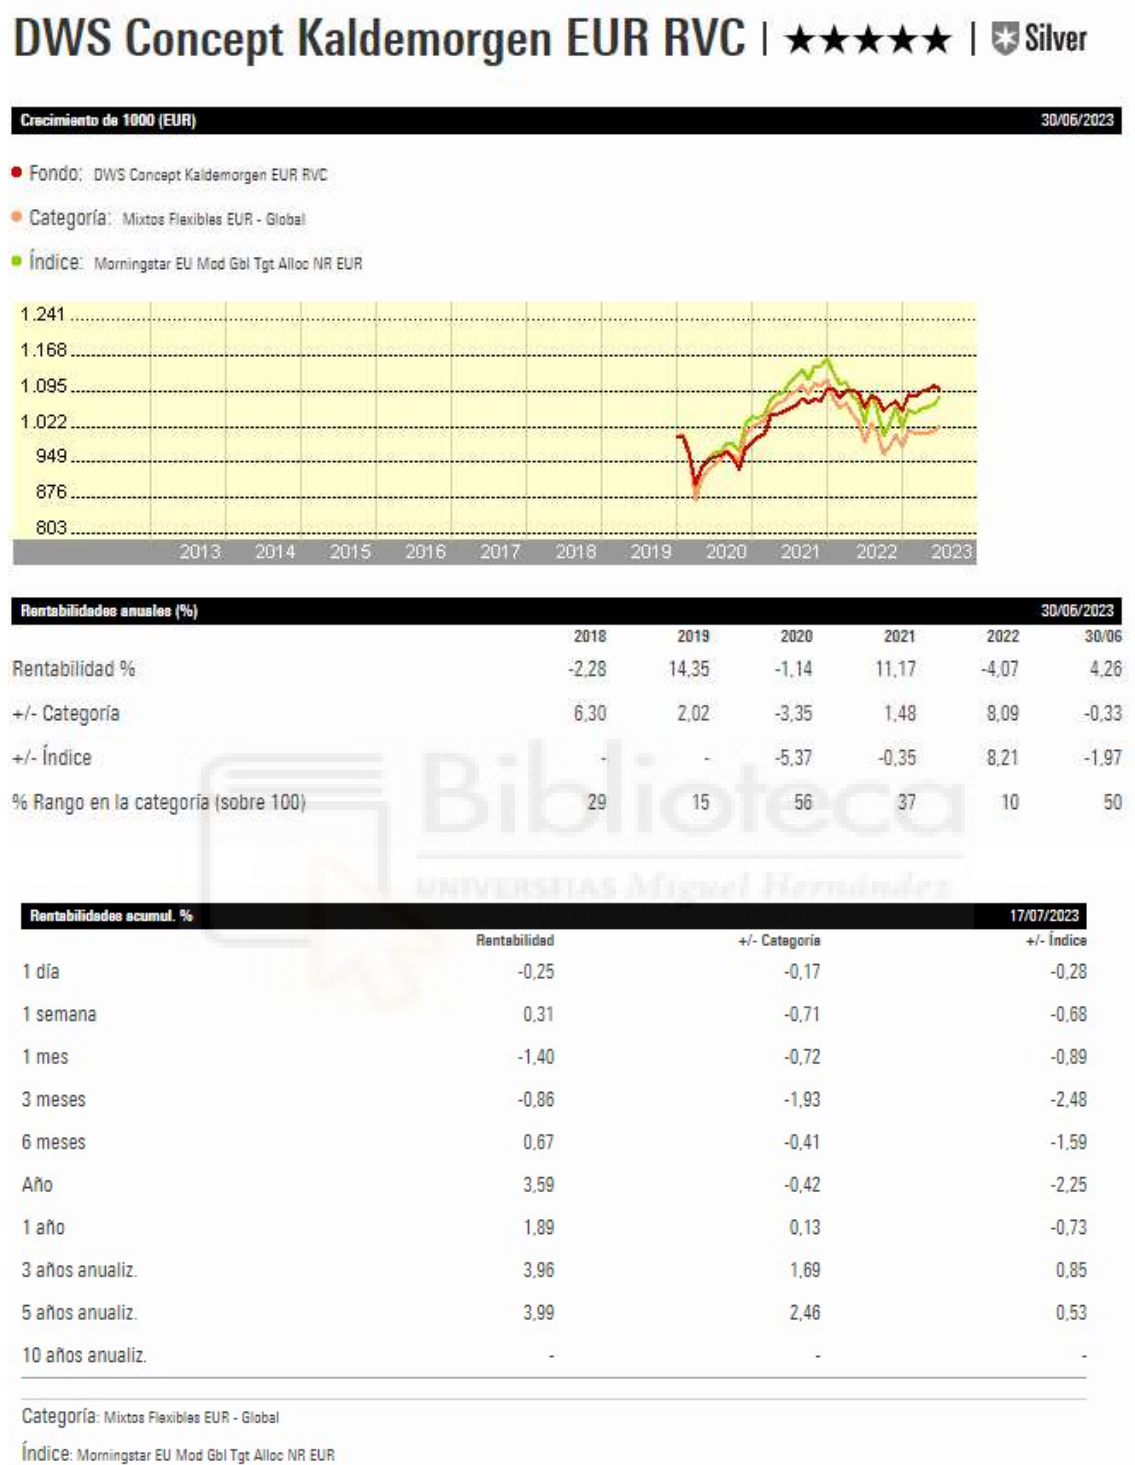 DWS Concept Kaldemorgen EUR RVC | ★★★★★ | Silver
Crecimiento de 1000 (EUR) 30/06/2023
Fondo: DWS Concept Kaldemorgen EUR RVC
Categoría: Mixtos Flexibles EUR - Global
Índice: Morningstar EU Mod Gbl Tgt Alloc NR EUR
1.241
1.168
1.095
1.022
949
876
803
2013 2014 2015 2016 2017 2018 2019 2020 2021 2022 2023
Rentabilidades anuales (%) 30/06/2023
2018 2019 2020 2021 2022 30/06
Rentabilidad % -2,28 14,35 -1,14 11,17 -4,07 4,26
+/- Categoría 6,30 2,02 -3,35 1,48 8,09 -0,33
+/- Índice - - -5,37 -0,35 8,21 -1,97
% Rango en la categoría (sobre 100) 29 15 56 37 10 50
Biblioteca
UNIVERSITAS Miguel Hernández
Rentabilidades acumul. % 17/07/2023
Rentabilidad +/- Categoría +/- Índice
1 día -0,25 -0,17 -0,28
1 semana 0,31 -0,71 -0,68
1 mes -1,40 -0,72 -0,89
3 meses -0,86 -1,93 -2,48
6 meses 0,67 -0,41 -1,59
Año 3,59 -0,42 -2,25
1 año 1,89 0,13 -0,73
3 años anualiz. 3,96 1,69 0,85
5 años anualiz. 3,99 2,46 0,53
10 años anualiz. - - -
Categoría: Mixtos Flexibles EUR - Global
Índice: Morningstar EU Mod Gbl Tgt Alloc NR EUR